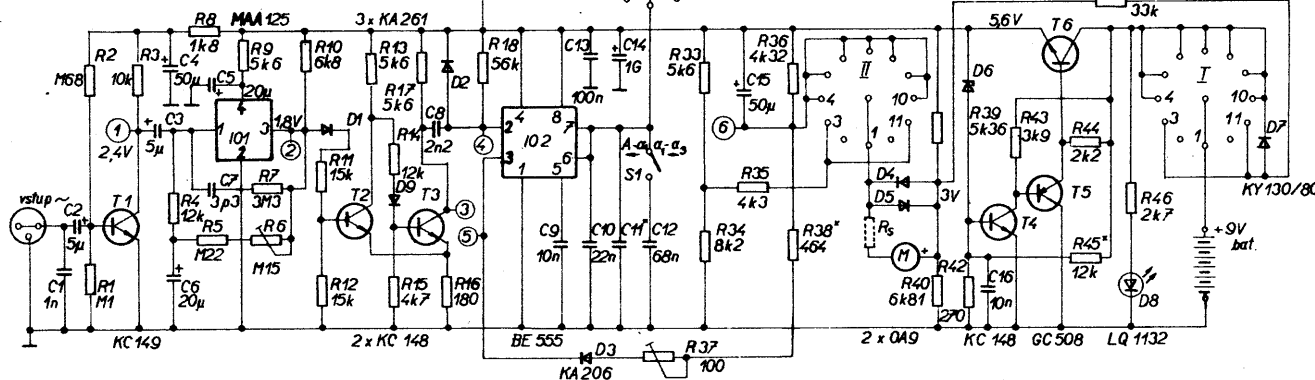 33k
R8
MAA 125
3 x KA 261
5,6V
T6
R2
R3
1k8
C4
50µ
R9
5k6
R10
6k8
R13
5k6
R18
56k
C13
C14
1G
R33
5k6
R36
4k32
II
I
M68
10k
C5
20µ
R17
5k6
D2
100n
C15
50µ
D6
4
4
1
C3
5µ
1
IO1
3
1,8V
D1
C8
2n2
2
4
8
7
IO2
6
4
10
R39
5k36
R43
3k9
R44
2k2
4
10
2,4V
2
2
R14
12k
4
3
5
A-α
α1-α3
S1
6
3
1
11
3
1
11
D7
C7
3p3
R7
3M3
R11
15k
T2
D9
T3
R35
4k3
D4
3V
D5
T5
R46
2k7
KY 130/80
vstup ~
C2
5µ
T1
R4
12k
R5
M22
R6
M15
3
5
C9
10n
C10
22n
C11*
C12
68n
R34
8k2
R38*
464
Rs
M
+
T4
R45*
12k
+9V
bat.
C1
1n
R1
M1
C6
20µ
R12
15k
R15
4k7
R16
180
R40
6k81
R42
270
C16
10n
D8
KC 149
2 x KC 148
BE 555
2 x OA9
KC 148
GC 508
LQ 1132
D3
KA 206
R37
100